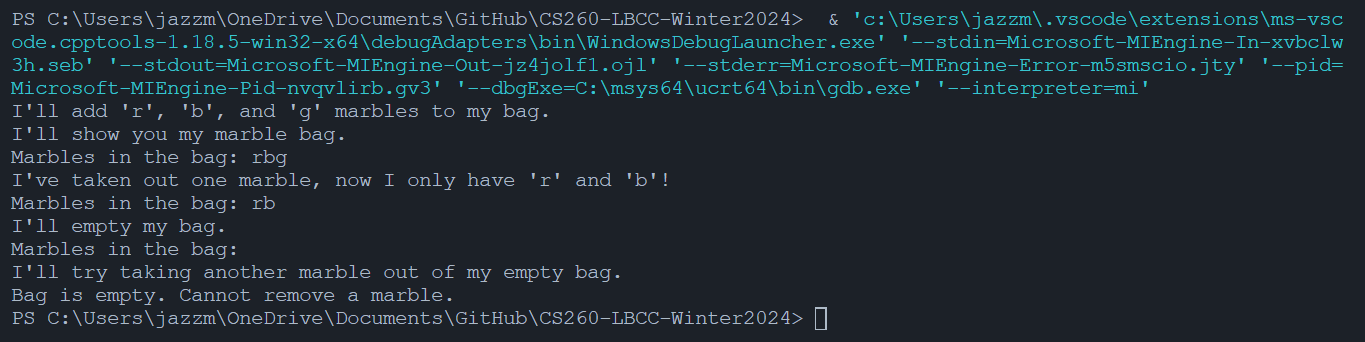 PS C:\Users\jazzm\OneDrive\Documents\GitHub\CS260-LBCC-Winter2024>  & 'c:\Users\jazzm\.vscode\extensions\ms-vsc
ode.cpptools-1.18.5-win32-x64\debugAdapters\bin\WindowsDebugLauncher.exe' '--stdin=Microsoft-MIEngine-In-xvbclw
3h.seb' '--stdout=Microsoft-MIEngine-Out-jz4jolf1.ojl' '--stderr=Microsoft-MIEngine-Error-m5smscio.jty' '--pid=
Microsoft-MIEngine-Pid-nvqvlirb.gv3' '--dbgExe=C:\msys64\ucrt64\bin\gdb.exe' '--interpreter=mi'
I'll add 'r', 'b', and 'g' marbles to my bag.
I'll show you my marble bag.
Marbles in the bag: rbg
I've taken out one marble, now I only have 'r' and 'b'!
Marbles in the bag: rb
I'll empty my bag.
Marbles in the bag:
I'll try taking another marble out of my empty bag.
Bag is empty. Cannot remove a marble.
PS C:\Users\jazzm\OneDrive\Documents\GitHub\CS260-LBCC-Winter2024>